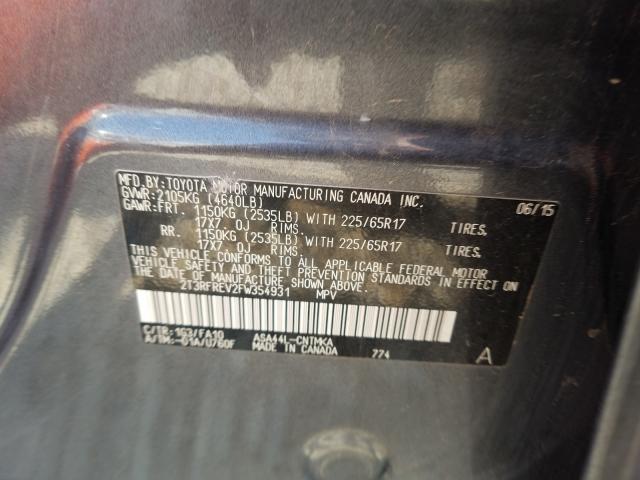 MFD.BY:TOYOTA MOTOR MANUFACTURING CANADA INC. 06/15
GVWR:2105KG (4640LB)
GAWR:FRT. 1150KG (2535LB) WITH 225/65R17 TIRES.
17X7. 0J RIMS.
RR. 1150KG (2535LB) WITH 225/65R17 TIRES.
17X7. 0J RIMS.
THIS VEHICLE CONFORMS TO ALL APPLICABLE FEDERAL MOTOR
VEHICLE SAFETY AND THEFT PREVENTION STANDARDS IN EFFECT ON
THE DATE OF MANUFACTURE SHOWN ABOVE.
2T3RFREV2FW354931 MPV
C/TR:1G3/FA10 ASA44L-CNTMKA
A/TM:-01A/U760F MADE IN CANADA 774 A